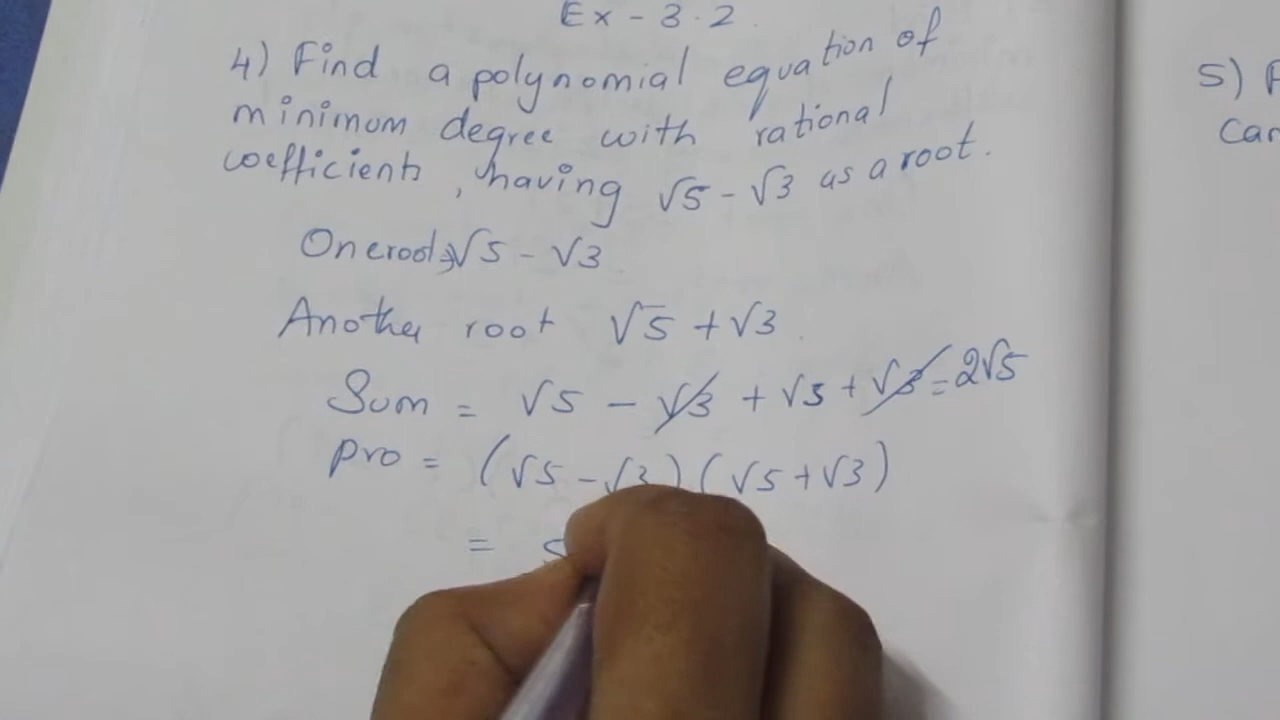 Ex - 3.2
4) Find a polynomial equation of
minimum degree with rational
coefficients, having √5 - √3 as a root.
One root √5 - √3
Another root √5 + √3.
Sum = √5 - √3 + √5 + √3 = 2√5
pro = (√5 - √3)(√5 + √3)
= 5
5)
Can